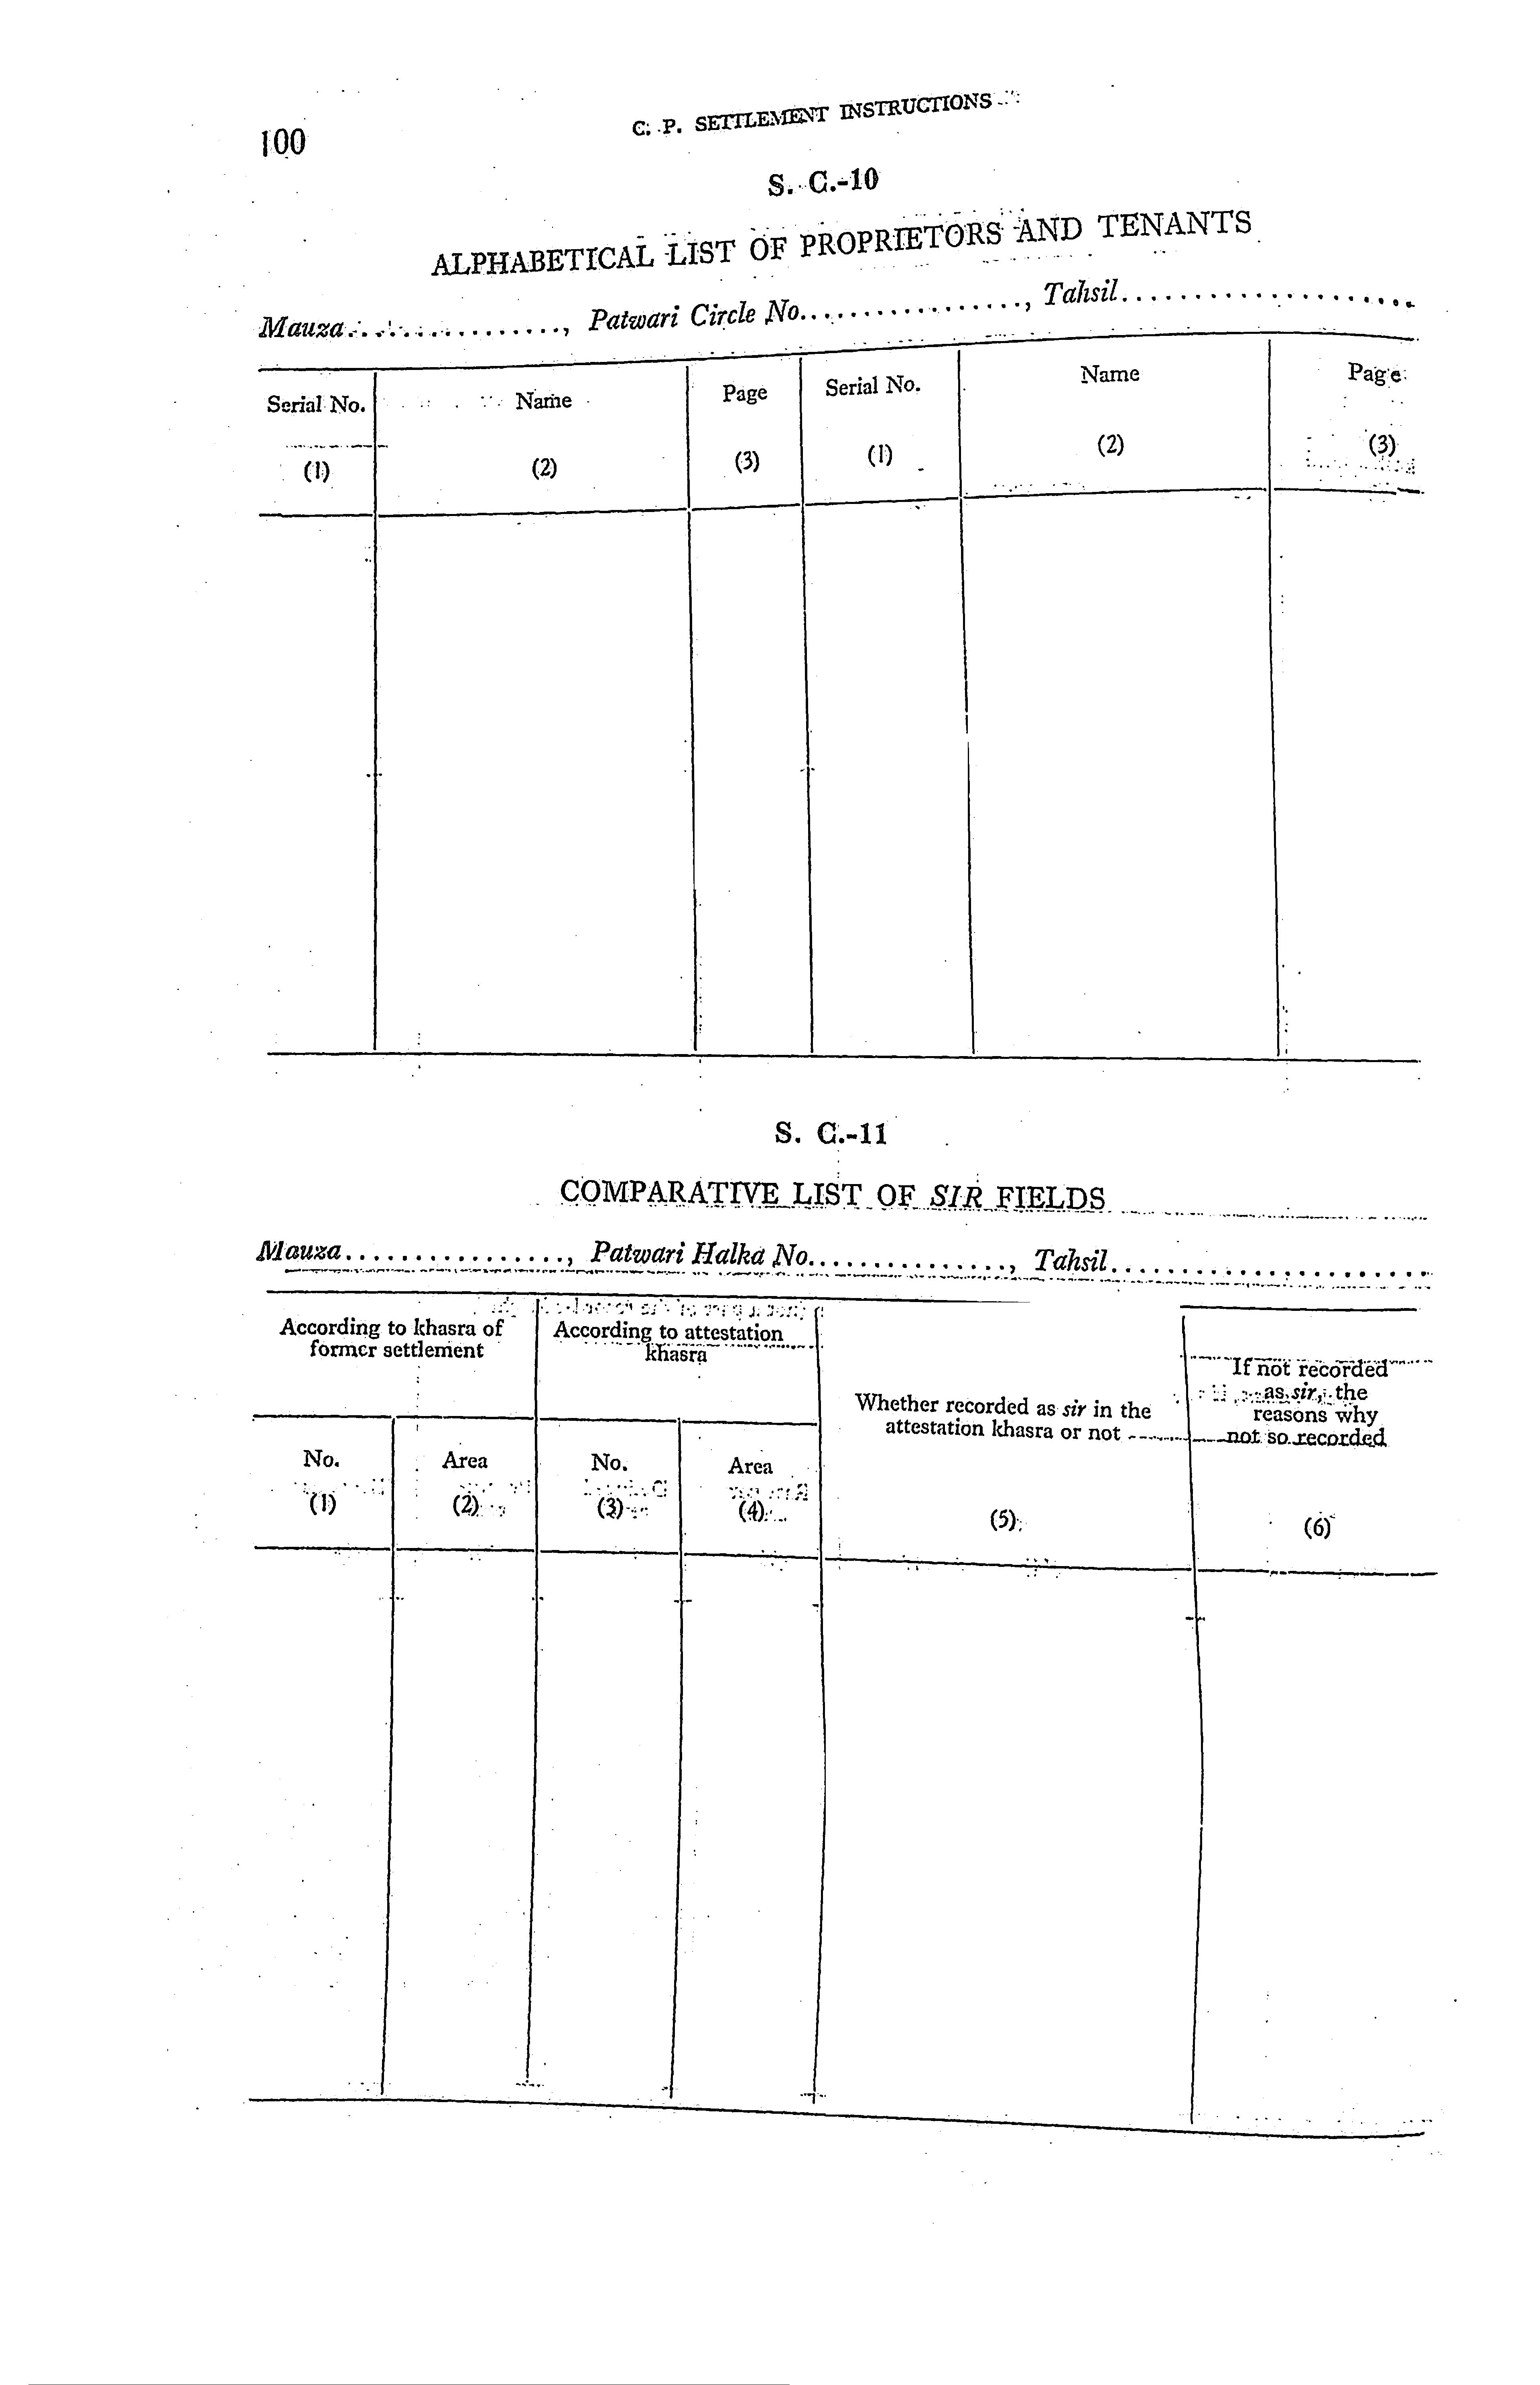 100
C. P. SETTLEMENT INSTRUCTIONS
S. C.-10
ALPHABETICAL LIST OF PROPRIETORS AND TENANTS
Mauza................, Patwari Circle No................, Tahsil.....................
Serial No. Name Page Serial No. Name Page
(1) (2) (3) (1) (2) (3)
S. C.-11
COMPARATIVE LIST OF SIR FIELDS
Mauza................, Patwari Halka No..............., Tahsil.......................
According to khasra of former settlement
According to attestation khasra
Whether recorded as sir in the attestation khasra or not
If not recorded as sir, the reasons why not so recorded
No. Area No. Area
(1) (2) (3) (4) (5) (6)